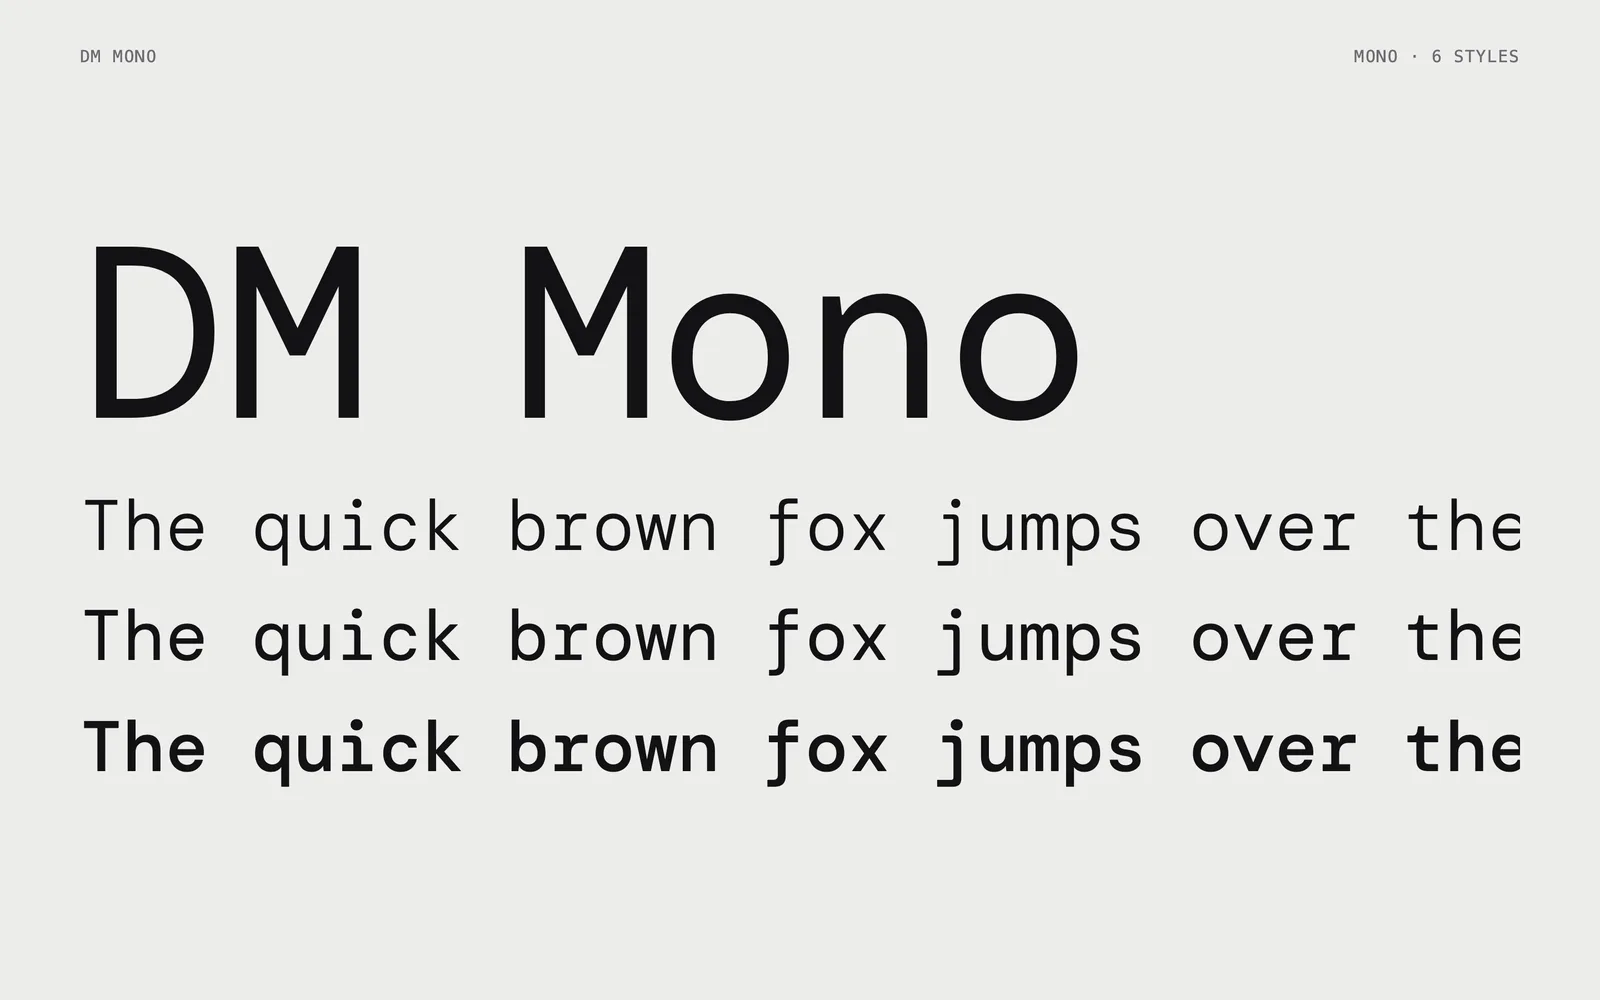 DM MONO
MONO · 6 STYLES
DM Mono
The quick brown fox jumps over the
The quick brown fox jumps over the
The quick brown fox jumps over the